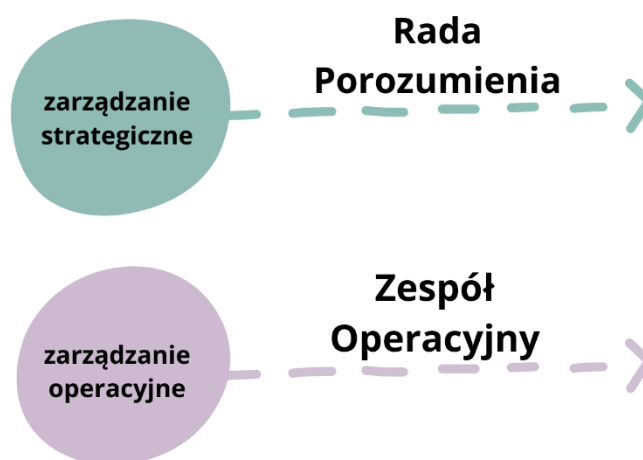 Rada
Porozumienia
zarządzanie
strategiczne
Zespół
Operacyjny
zarządzanie
operacyjne